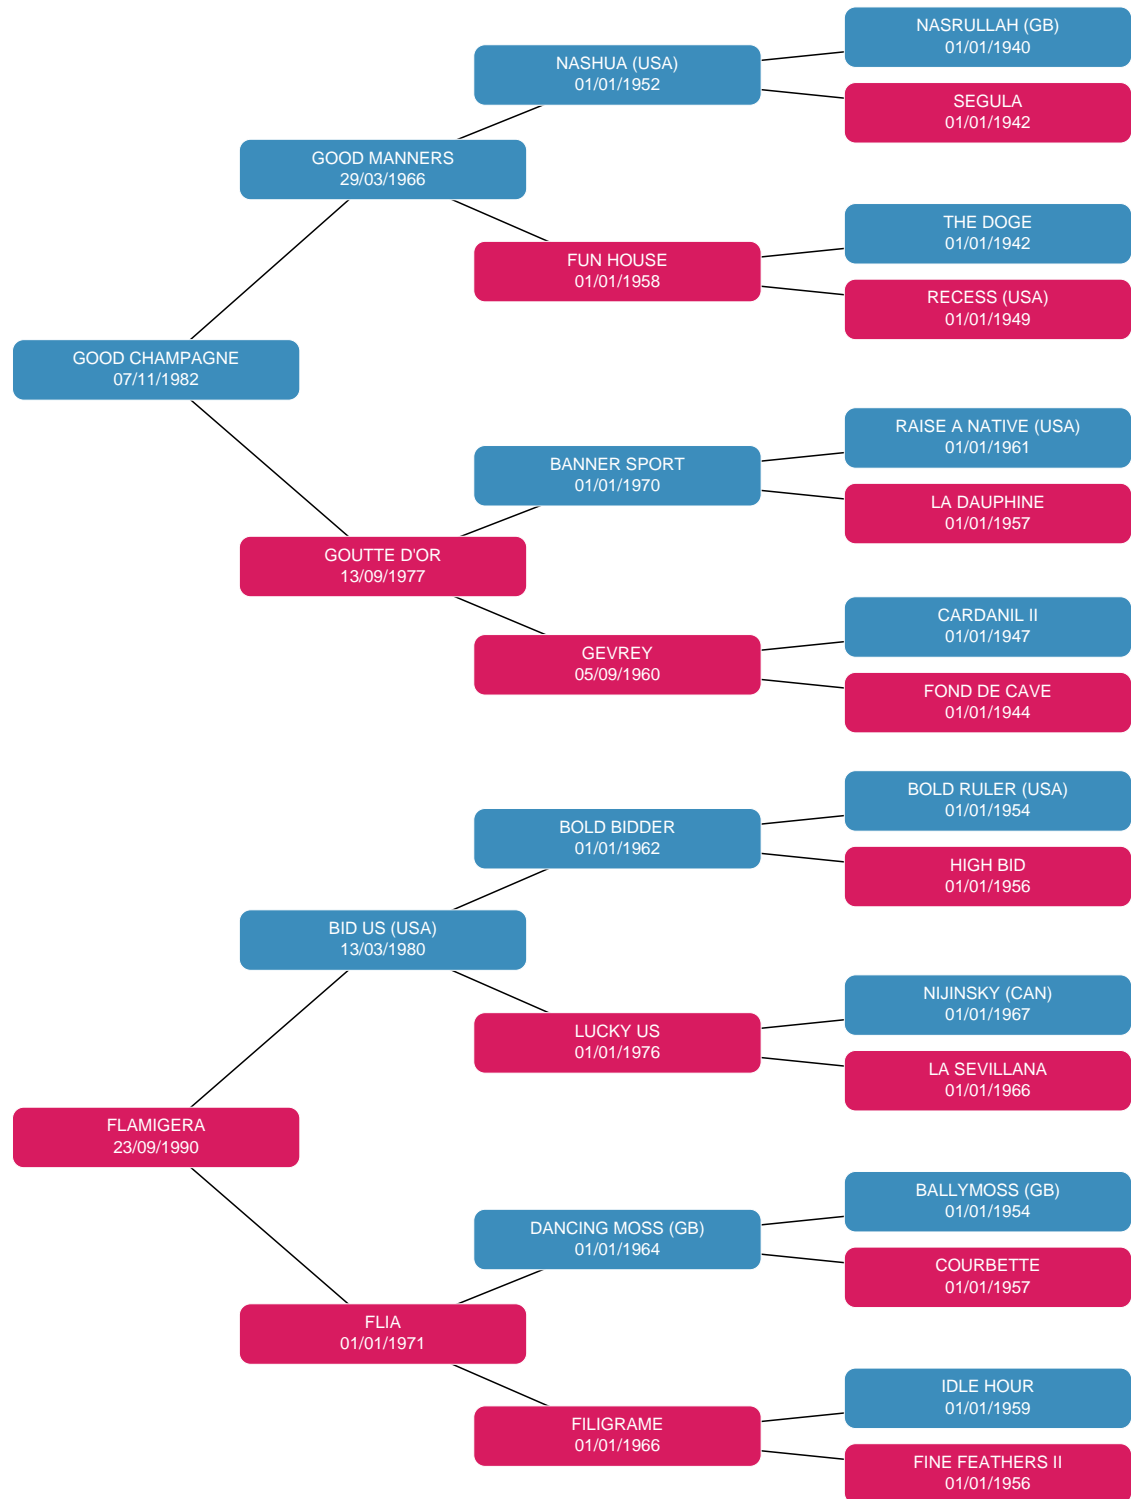 NASRULLAH (GB)
01/01/1940
NASHUA (USA)
01/01/1952
SEGULA
01/01/1942
GOOD MANNERS
29/03/1966
THE DOGE
01/01/1942
FUN HOUSE
01/01/1958
RECESS (USA)
01/01/1949
GOOD CHAMPAGNE
07/11/1982
RAISE A NATIVE (USA)
01/01/1961
BANNER SPORT
01/01/1970
LA DAUPHINE
01/01/1957
GOUTTE D'OR
13/09/1977
CARDANIL II
01/01/1947
GEVREY
05/09/1960
FOND DE CAVE
01/01/1944
BOLD RULER (USA)
01/01/1954
BOLD BIDDER
01/01/1962
HIGH BID
01/01/1956
BID US (USA)
13/03/1980
NIJINSKY (CAN)
01/01/1967
LUCKY US
01/01/1976
LA SEVILLANA
01/01/1966
FLAMIGERA
23/09/1990
BALLYMOSS (GB)
01/01/1954
DANCING MOSS (GB)
01/01/1964
COURBETTE
01/01/1957
FLIA
01/01/1971
IDLE HOUR
01/01/1959
FILIGRAME
01/01/1966
FINE FEATHERS II
01/01/1956